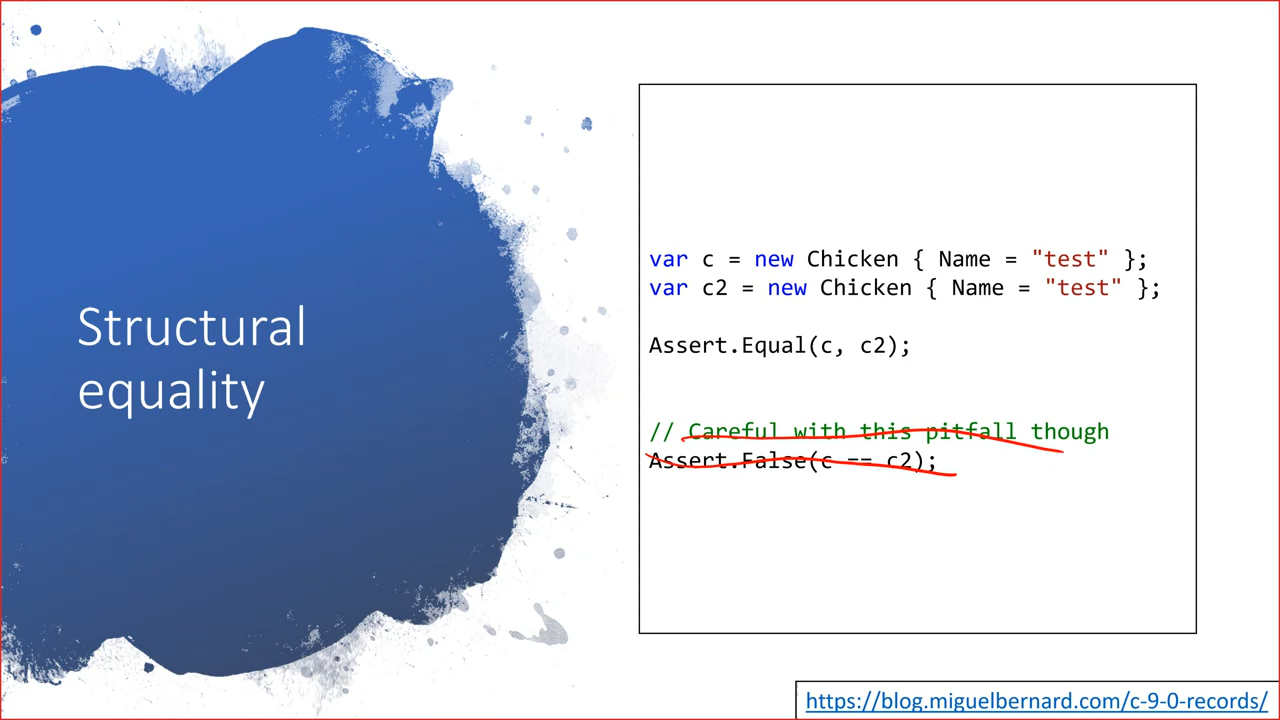 Structural
equality
var c = new Chicken { Name = "test" };
var c2 = new Chicken { Name = "test" };
Assert.Equal(c, c2);
// Careful with this pitfall though
Assert.False(c == c2);
https://blog.miguelbernard.com/c-9-0-records/